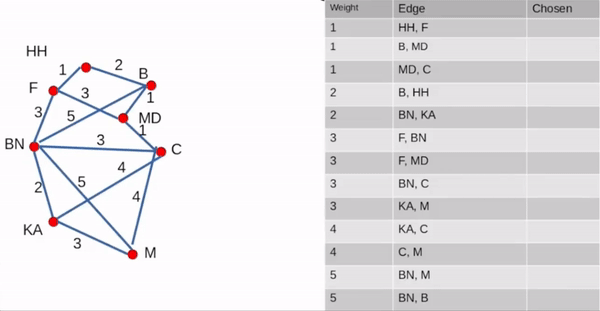 HH
1
2
B
F
3
1
3
5
MD
1
BN
3
C
4
2
5
4
KA
3
M
Weight Edge Chosen
1 HH, F
1 B, MD
1 MD, C
2 B, HH
2 BN, KA
3 F, BN
3 F, MD
3 BN, C
3 KA, M
4 KA, C
4 C, M
5 BN, M
5 BN, B